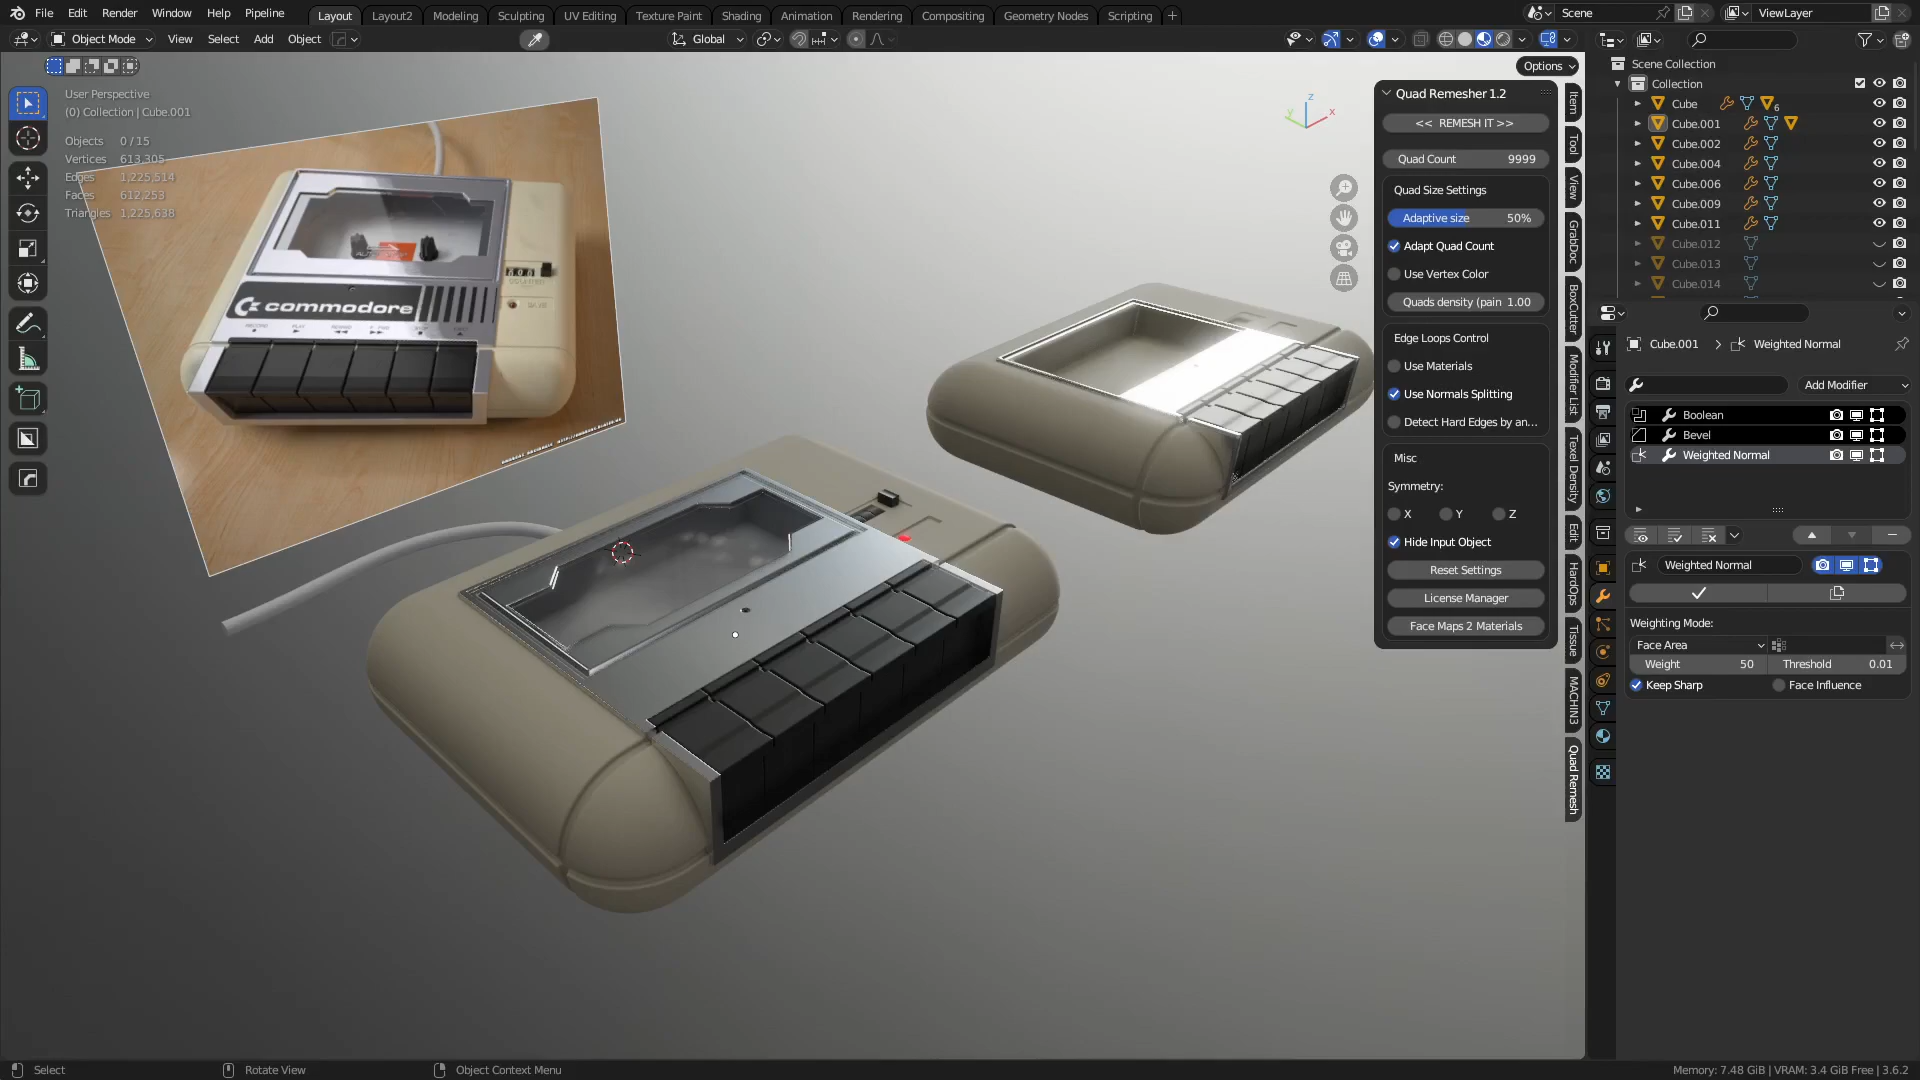 File Edit Render Window Help Pipeline Layout Layout2 Modeling Sculpting UV Editing Texture Paint Shading Animation Rendering Compositing Geometry Nodes Scripting + Scene ViewLayer
Object Mode View Select Add Object Global
Options
User Perspective
(0) Collection | Cube.001
Objects 0 / 15
Vertices 613,305
Edges 1,225,514
Faces 612,253
Triangles 1,225,638
commodore
RECORD PLAY REWIND F.FWD STOP EJECT
SAVE
Z
Y
X
Quad Remesher 1.2
<< REMESH IT >>
Quad Count 9999
Quad Size Settings
Adaptive size 50%
Adapt Quad Count
Use Vertex Color
Quads density (pain 1.00
Edge Loops Control
Use Materials
Use Normals Splitting
Detect Hard Edges by an...
Misc
Symmetry:
X Y Z
Hide Input Object
Reset Settings
License Manager
Face Maps 2 Materials
Item
Tool
View
GrabDoc
BoxCutter
Modifier List
Texel Density
Edit
HardOps
Tissue
MACHIN3
Quad Remesh
Scene Collection
Collection
Cube 6
Cube.001
Cube.002
Cube.004
Cube.006
Cube.009
Cube.011
Cube.012
Cube.013
Cube.014
Cube.001 > Weighted Normal
Add Modifier
Boolean
Bevel
Weighted Normal
Weighted Normal
Weighting Mode:
Face Area
Weight 50 Threshold 0.01
Keep Sharp Face Influence
Select Rotate View Object Context Menu Memory: 7.48 GiB | VRAM: 3.4 GiB Free | 3.6.2